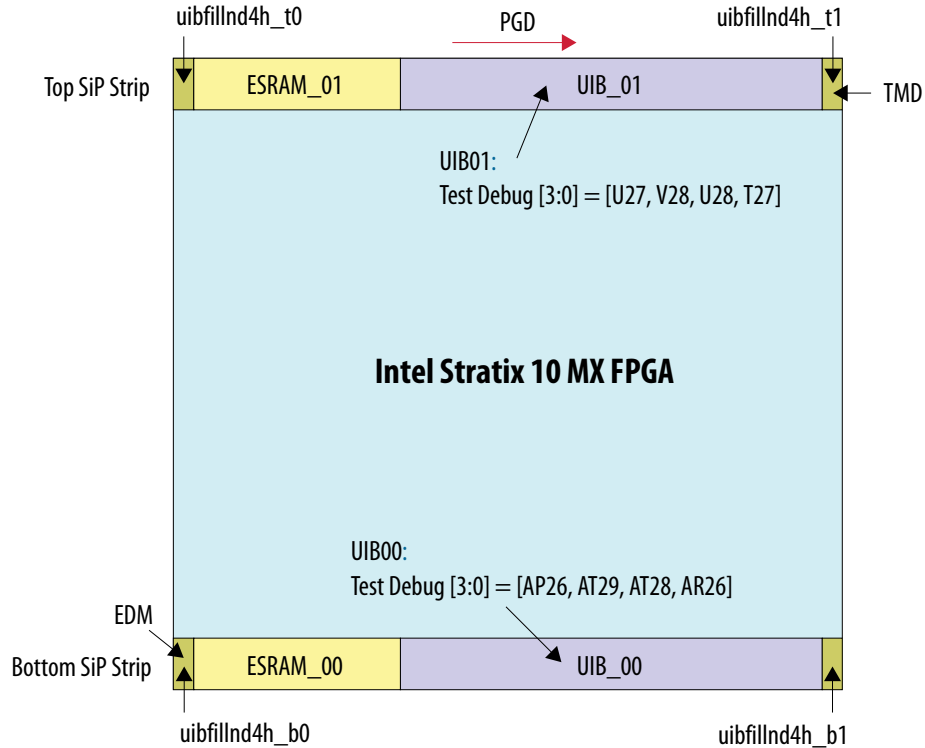 uibfillnd4h_t0
PGD
uibfillnd4h_t1
Top SiP Strip
ESRAM_01
UIB_01
TMD
UIB01:
Test Debug [3:0] = [U27, V28, U28, T27]
Intel Stratix 10 MX FPGA
UIB00:
Test Debug [3:0] = [AP26, AT29, AT28, AR26]
EDM
Bottom SiP Strip
ESRAM_00
UIB_00
uibfillnd4h_b0
uibfillnd4h_b1